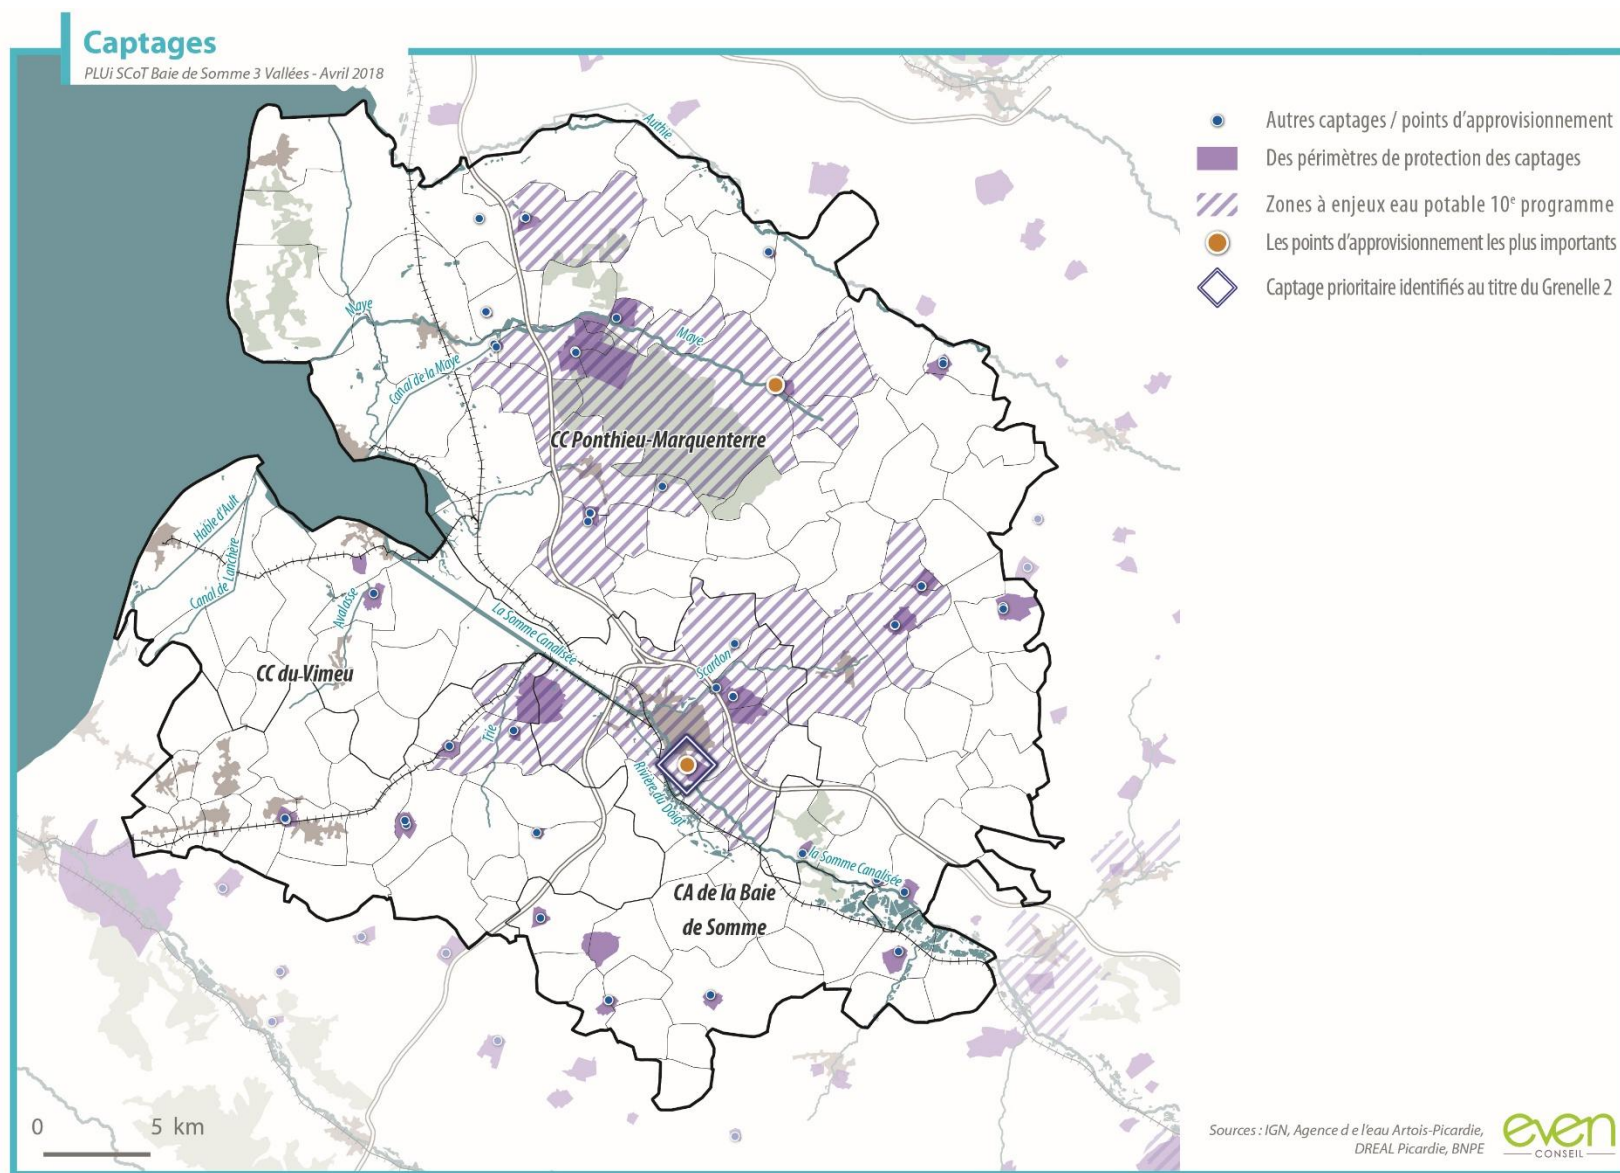 Captages
PLUi SCoT Baie de Somme 3 Vallées - Avril 2018
Autres captages / points d'approvisionnement
Des périmètres de protection des captages
Zones à enjeux eau potable 10e programme
Les points d'approvisionnement les plus importants
Captage prioritaire identifiés au titre du Grenelle 2
Authie
Maye
Maye
Canal de la Maye
CC Ponthieu-Marquenterre
Hable d'Ault
Canal de Lanchère
Avalasse
La Somme Canalisée
Scardon
CC du Vimeu
Trie
Rivière du Doigt
la Somme Canalisée
CA de la Baie
de Somme
0 5 km
Sources : IGN, Agence d e l'eau Artois-Picardie,
DREAL Picardie, BNPE
even
CONSEIL